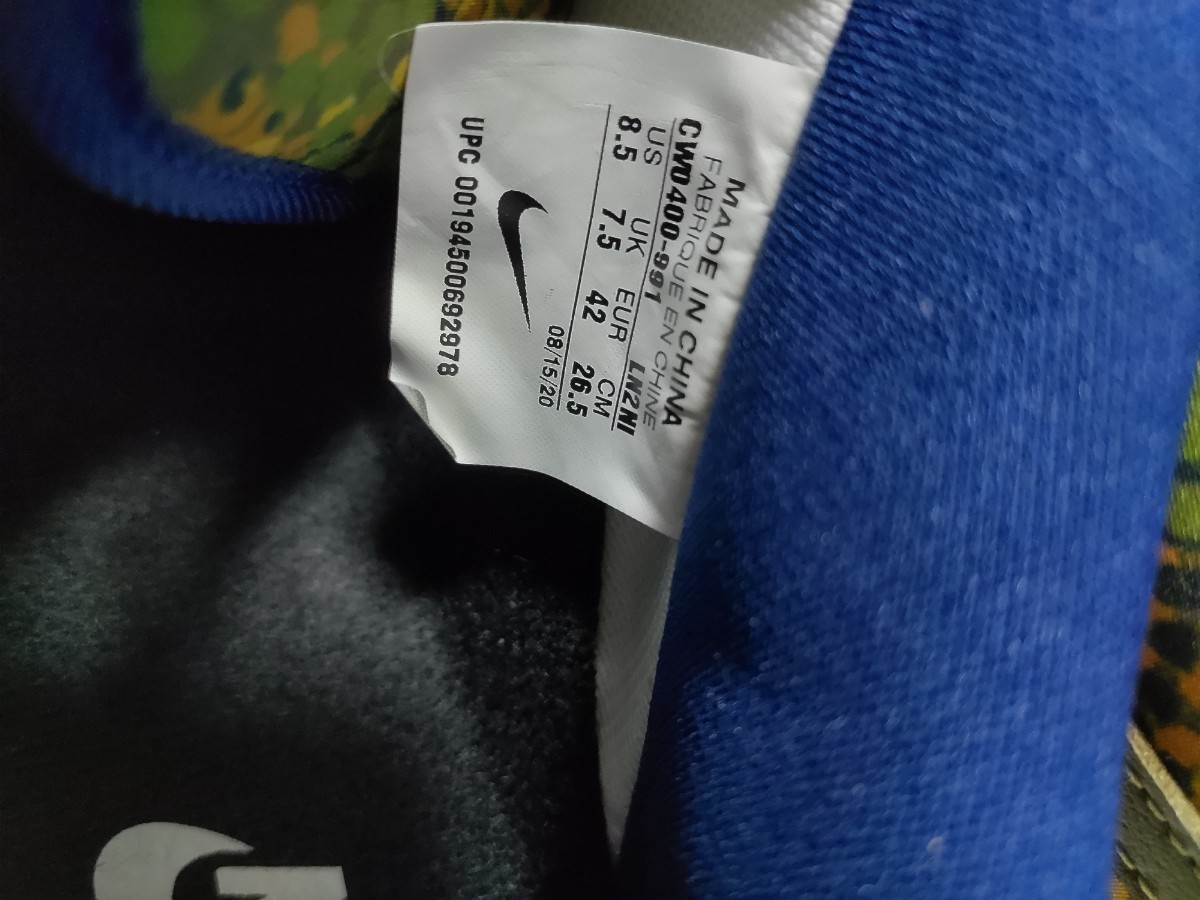 MADE IN CHINA
FABRIQUE EN CHINE
CW0400-991 LN2NI
US UK EUR CM
8.5 7.5 42 26.5
08/15/20
UPC 00194500692978
G